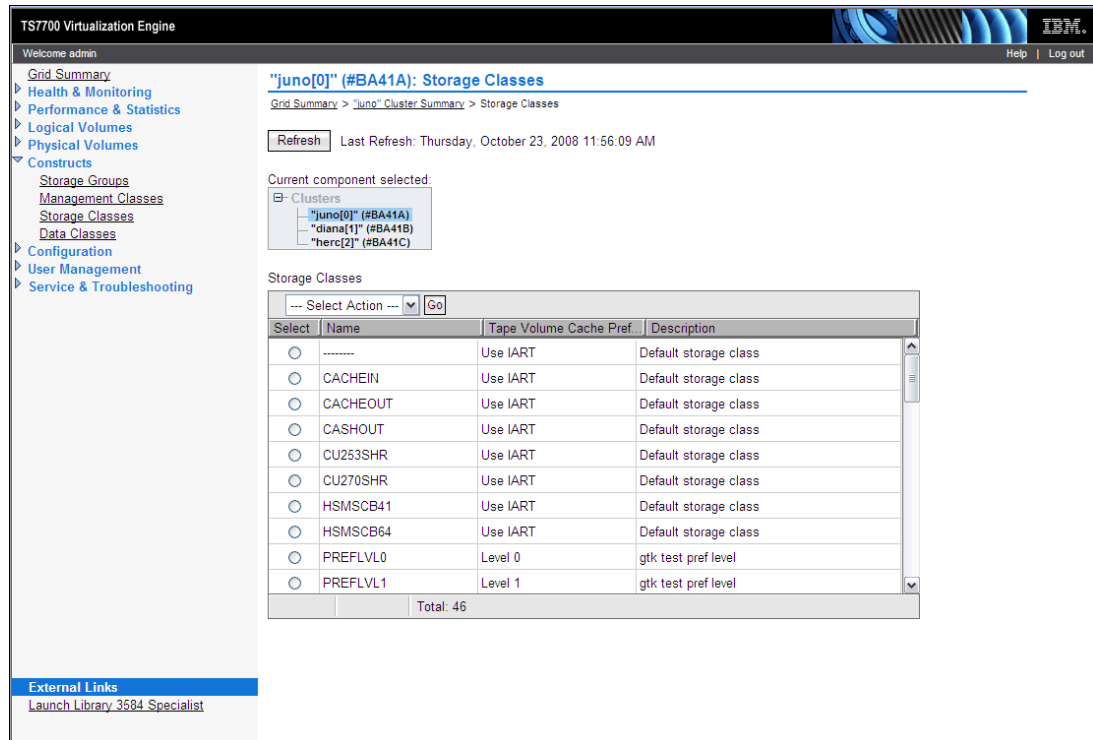 TS7700 Virtualization Engine
IBM.
Welcome admin
Help | Log out
Grid Summary
Health & Monitoring
Performance & Statistics
Logical Volumes
Physical Volumes
Constructs
Storage Groups
Management Classes
Storage Classes
Data Classes
Configuration
User Management
Service & Troubleshooting
External Links
Launch Library 3584 Specialist
"juno[0]" (#BA41A): Storage Classes
Grid Summary > "juno" Cluster Summary > Storage Classes
Refresh Last Refresh: Thursday, October 23, 2008 11:56:09 AM
Current component selected:
Clusters
"juno[0]" (#BA41A)
"diana[1]" (#BA41B)
"herc[2]" (#BA41C)
Storage Classes
--- Select Action --- Go
Select Name Tape Volume Cache Pref... Description
-------- Use IART Default storage class
CACHEIN Use IART Default storage class
CACHEOUT Use IART Default storage class
CASHOUT Use IART Default storage class
CU253SHR Use IART Default storage class
CU270SHR Use IART Default storage class
HSMSCB41 Use IART Default storage class
HSMSCB64 Use IART Default storage class
PREFLVL0 Level 0 gtk test pref level
PREFLVL1 Level 1 gtk test pref level
Total: 46